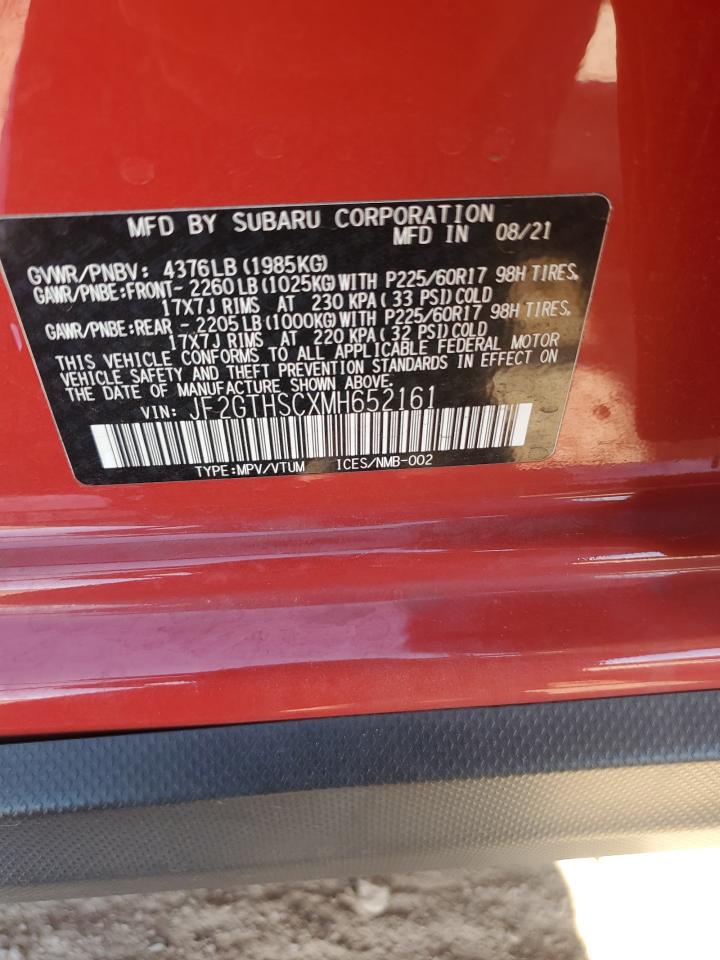 MFD BY SUBARU CORPORATION
MFD IN 08/21
GVWR/PNBV: 4376LB(1985KG)
GAWR/PNBE:FRONT- 2260LB(1025KG)WITH P225/60R17 98H TIRES,
17X7J RIMS AT 230 KPA(33 PSI)COLD
GAWR/PNBE:REAR - 2205LB(1000KG)WITH P225/60R17 98H TIRES,
17X7J RIMS AT 220 KPA(32 PSI)COLD
THIS VEHICLE CONFORMS TO ALL APPLICABLE FEDERAL MOTOR
VEHICLE SAFETY AND THEFT PREVENTION STANDARDS IN EFFECT ON
THE DATE OF MANUFACTURE SHOWN ABOVE.
VIN: JF2GTHSCXMH652161
TYPE:MPV/VTUM ICES/NMB-002